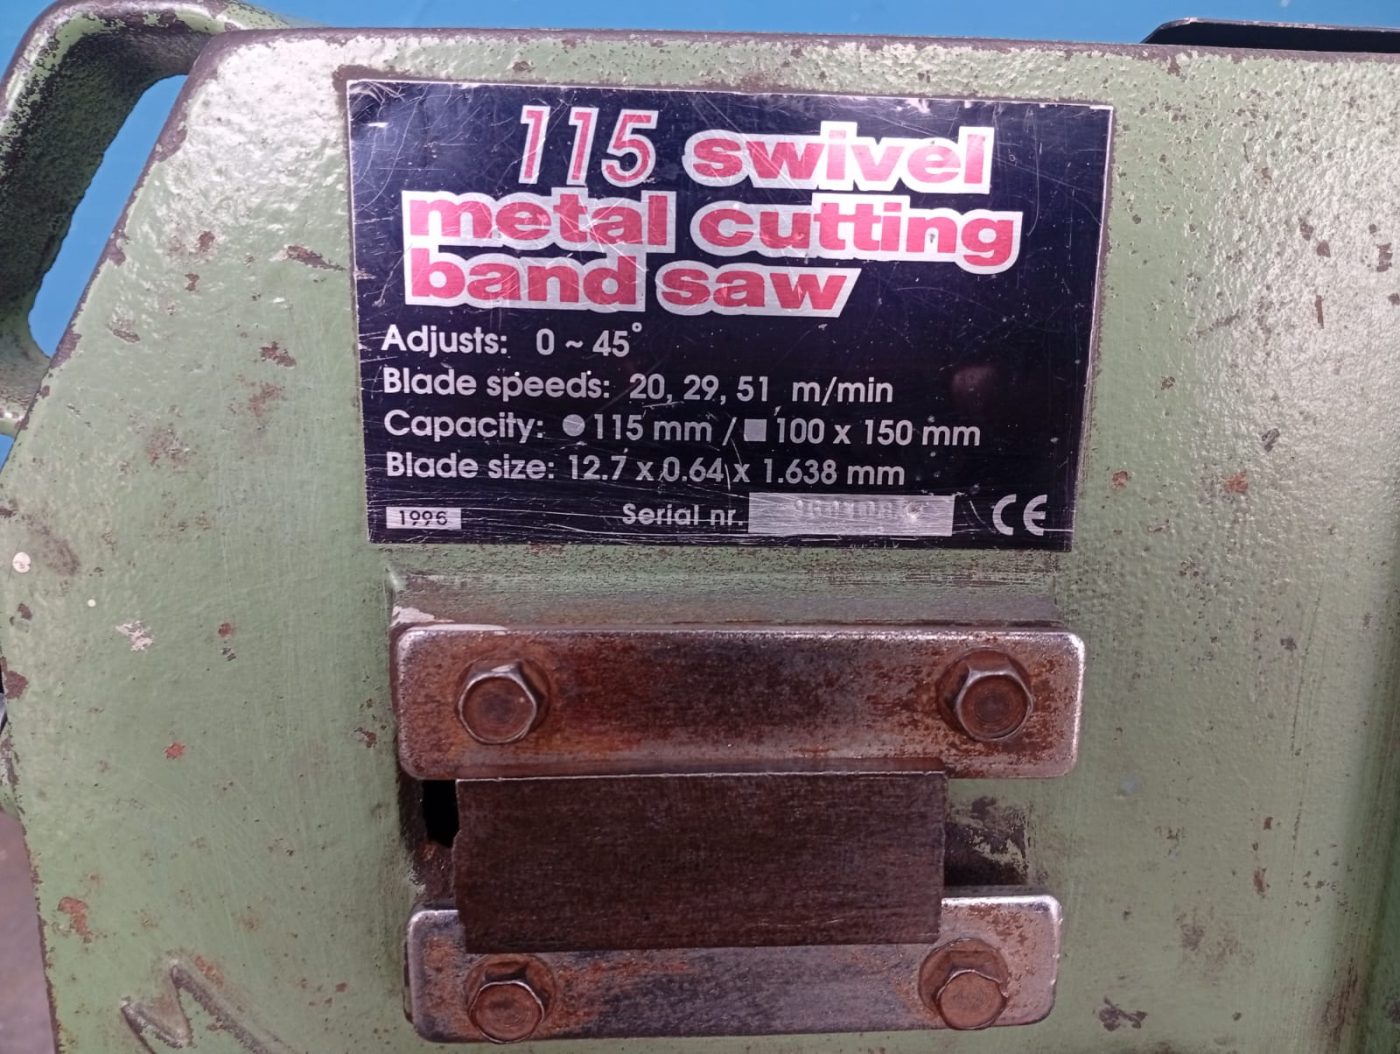 115 swivel
metal cutting
band saw
Adjusts: 0 ~ 45°
Blade speeds: 20, 29, 51 m/min
Capacity: ●115 mm / ■100 x 150 mm
Blade size: 12.7 x 0.64 x 1.638 mm
1996 Serial nr. CE